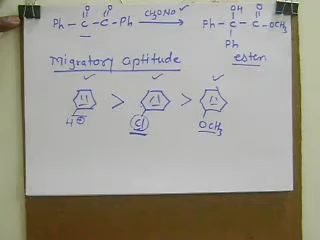 O O CH3ONa OH O
Ph - C - C - Ph → Ph - C - C - OCH3
Ph
Migratory aptitude ester
> >
H Cl OCH3